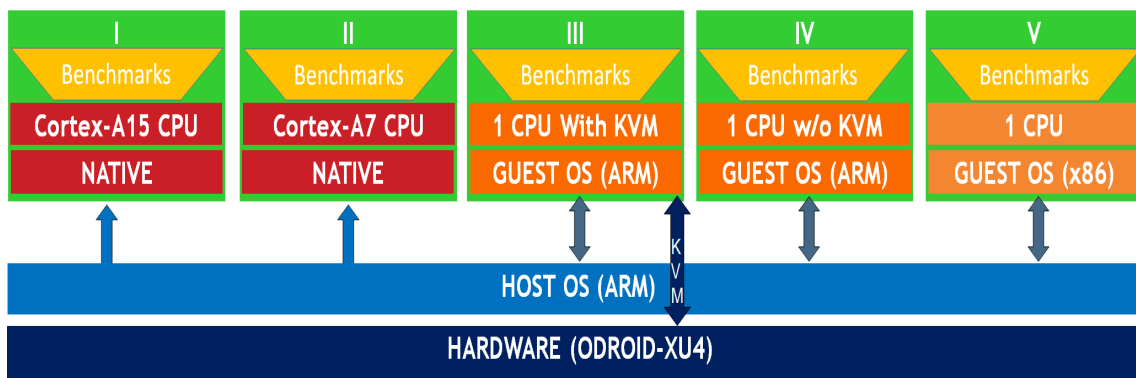 I
Benchmarks
Cortex-A15 CPU
NATIVE
II
Benchmarks
Cortex-A7 CPU
NATIVE
III
Benchmarks
1 CPU With KVM
GUEST OS (ARM)
IV
Benchmarks
1 CPU w/o KVM
GUEST OS (ARM)
V
Benchmarks
1 CPU
GUEST OS (x86)
KVM
HOST OS (ARM)
HARDWARE (ODROID-XU4)